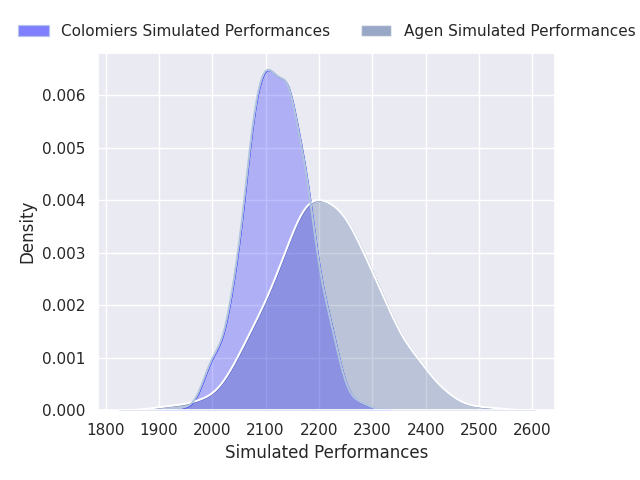 Colomiers Simulated Performances
Agen Simulated Performances
0.006
0.005
0.004
0.003
0.002
0.001
0.000
Density
1800 1900 2000 2100 2200 2300 2400 2500 2600
Simulated Performances